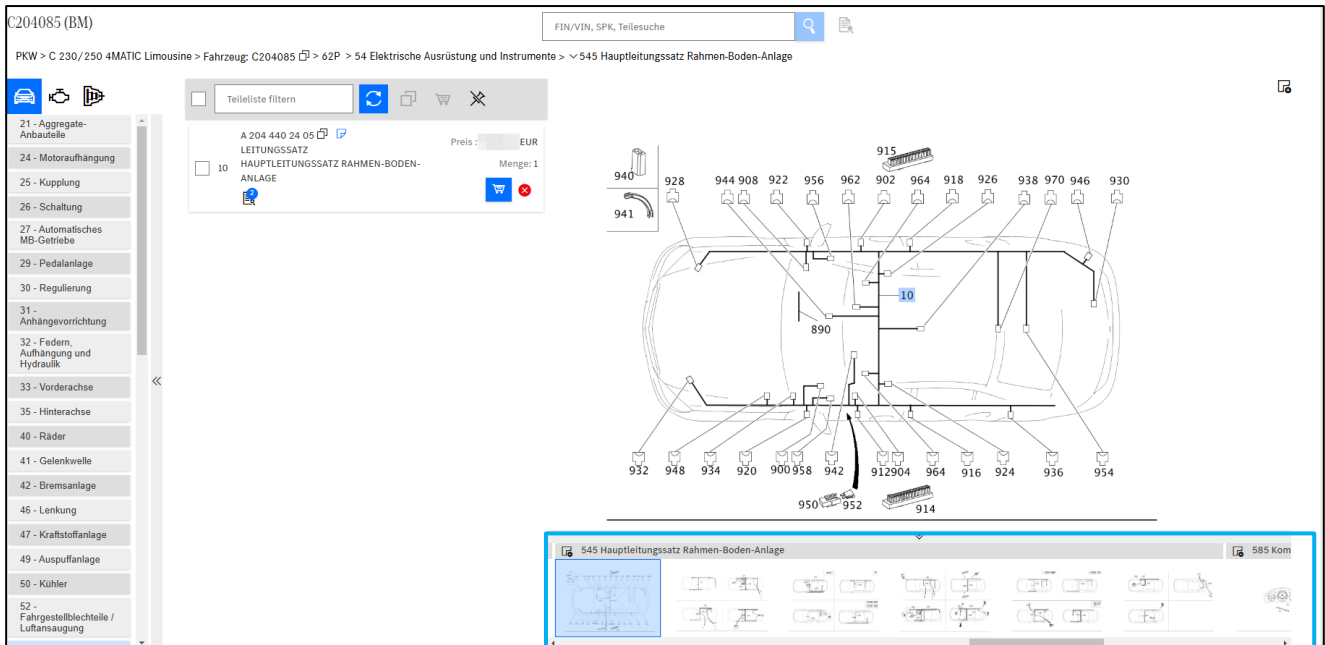 C204085 (BM)
FIN/VIN, SPK, Teilesuche
PKW > C 230/250 4MATIC Limousine > Fahrzeug: C204085 > 62P > 54 Elektrische Ausrüstung und Instrumente > 545 Hauptleitungssatz Rahmen-Boden-Anlage
21 - Aggregate-
Anbauteile
24 - Motoraufhängung
25 - Kupplung
26 - Schaltung
27 - Automatisches
MB-Getriebe
29 - Pedalanlage
30 - Regulierung
31 -
Anhängevorrichtung
32 - Federn,
Aufhängung und
Hydraulik
33 - Vorderachse
35 - Hinterachse
40 - Räder
41 - Gelenkwelle
42 - Bremsanlage
46 - Lenkung
47 - Kraftstoffanlage
49 - Auspuffanlage
50 - Kühler
52 -
Fahrgestellblechteile /
Luftansaugung
Teileliste filtern
10
A 204 440 24 05
LEITUNGSSATZ
HAUPTLEITUNGSSATZ RAHMEN-BODEN-
ANLAGE
2
Preis : EUR
Menge: 1
915
940
941
928 944 908 922 956 962 902 964 918 926 938 970 946 930
10
890
932 948 934 920 900 958 942 912 904 964 916 924 936 954
950 952 914
545 Hauptleitungssatz Rahmen-Boden-Anlage
585 Kom